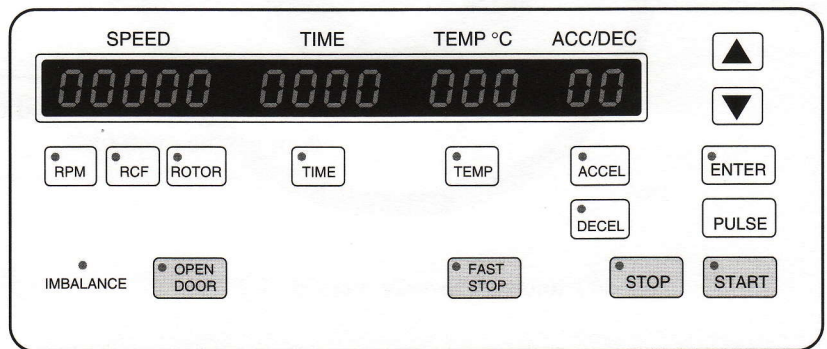 SPEED TIME TEMP °C ACC/DEC
▲
00000 0000 000 00
▼
RPM RCF ROTOR TIME TEMP ACCEL ENTER
DECEL PULSE
IMBALANCE OPEN DOOR FAST STOP STOP START